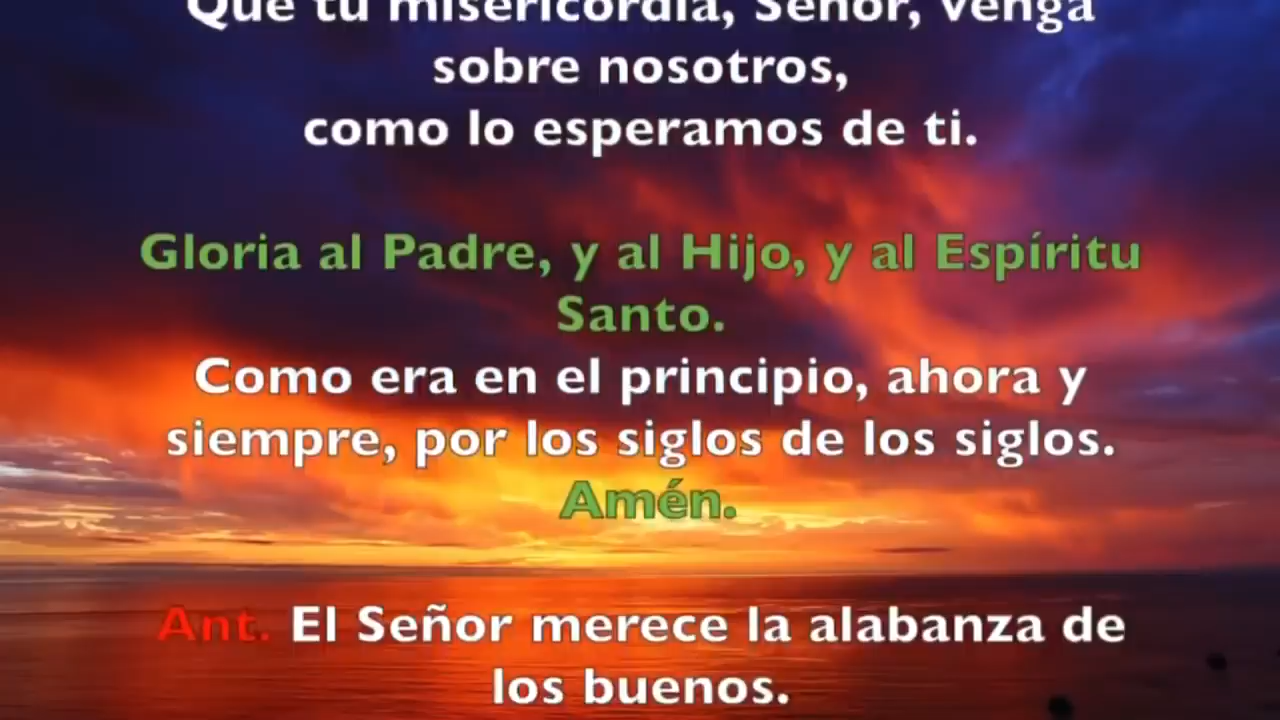 Que tu misericordia, Señor, venga
sobre nosotros,
como lo esperamos de ti.
Gloria al Padre, y al Hijo, y al Espíritu
Santo.
Como era en el principio, ahora y
siempre, por los siglos de los siglos.
Amén.
Ant. El Señor merece la alabanza de
los buenos.